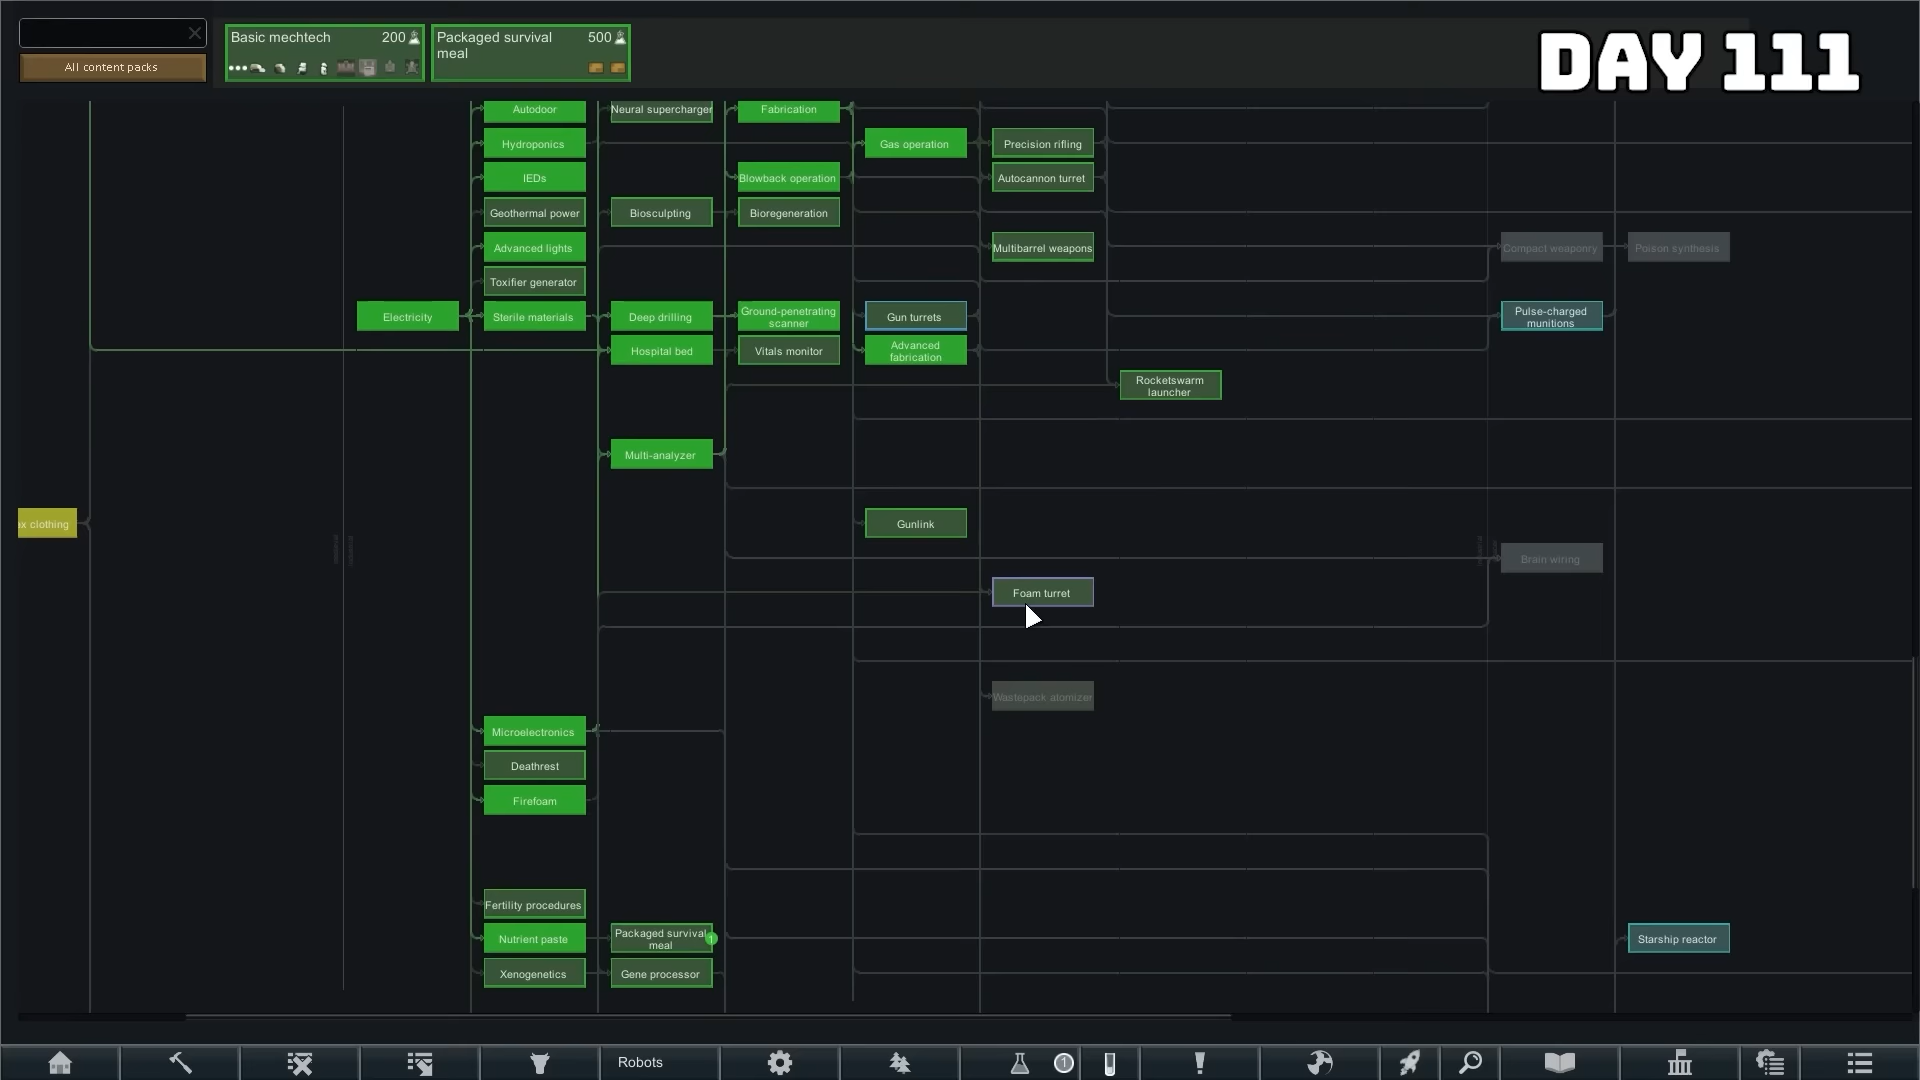 Basic mechtech 200
Packaged survival meal 500
DAY 111
All content packs
Autodoor
Neural supercharger
Fabrication
Hydroponics
Gas operation
Precision rifling
IEDs
Blowback operation
Autocannon turret
Geothermal power
Biosculpting
Bioregeneration
Advanced lights
Multibarrel weapons
Compact weaponry
Poison synthesis
Toxifier generator
Electricity
Sterile materials
Deep drilling
Ground-penetrating
scanner
Gun turrets
Pulse-charged
munitions
Hospital bed
Vitals monitor
Advanced
fabrication
Rocketswarm
launcher
Multi-analyzer
ex clothing
Gunlink
Brain wiring
Foam turret
Wastepack atomizer
Microelectronics
Deathrest
Firefoam
Fertility procedures
Nutrient paste
Packaged survival
meal
1
Starship reactor
Xenogenetics
Gene processor
Robots
1